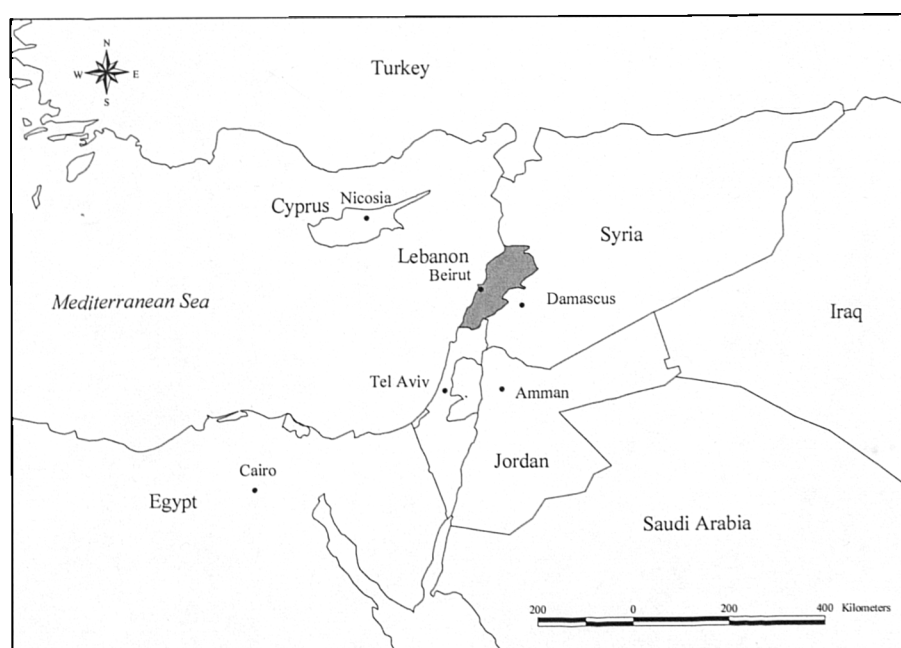 N
W E
S
Turkey
Cyprus
Nicosia
Syria
Lebanon
Beirut
Mediterranean Sea
Damascus
Iraq
Tel Aviv
Amman
Jordan
Cairo
Egypt
Saudi Arabia
200 0 200 400 Kilometers